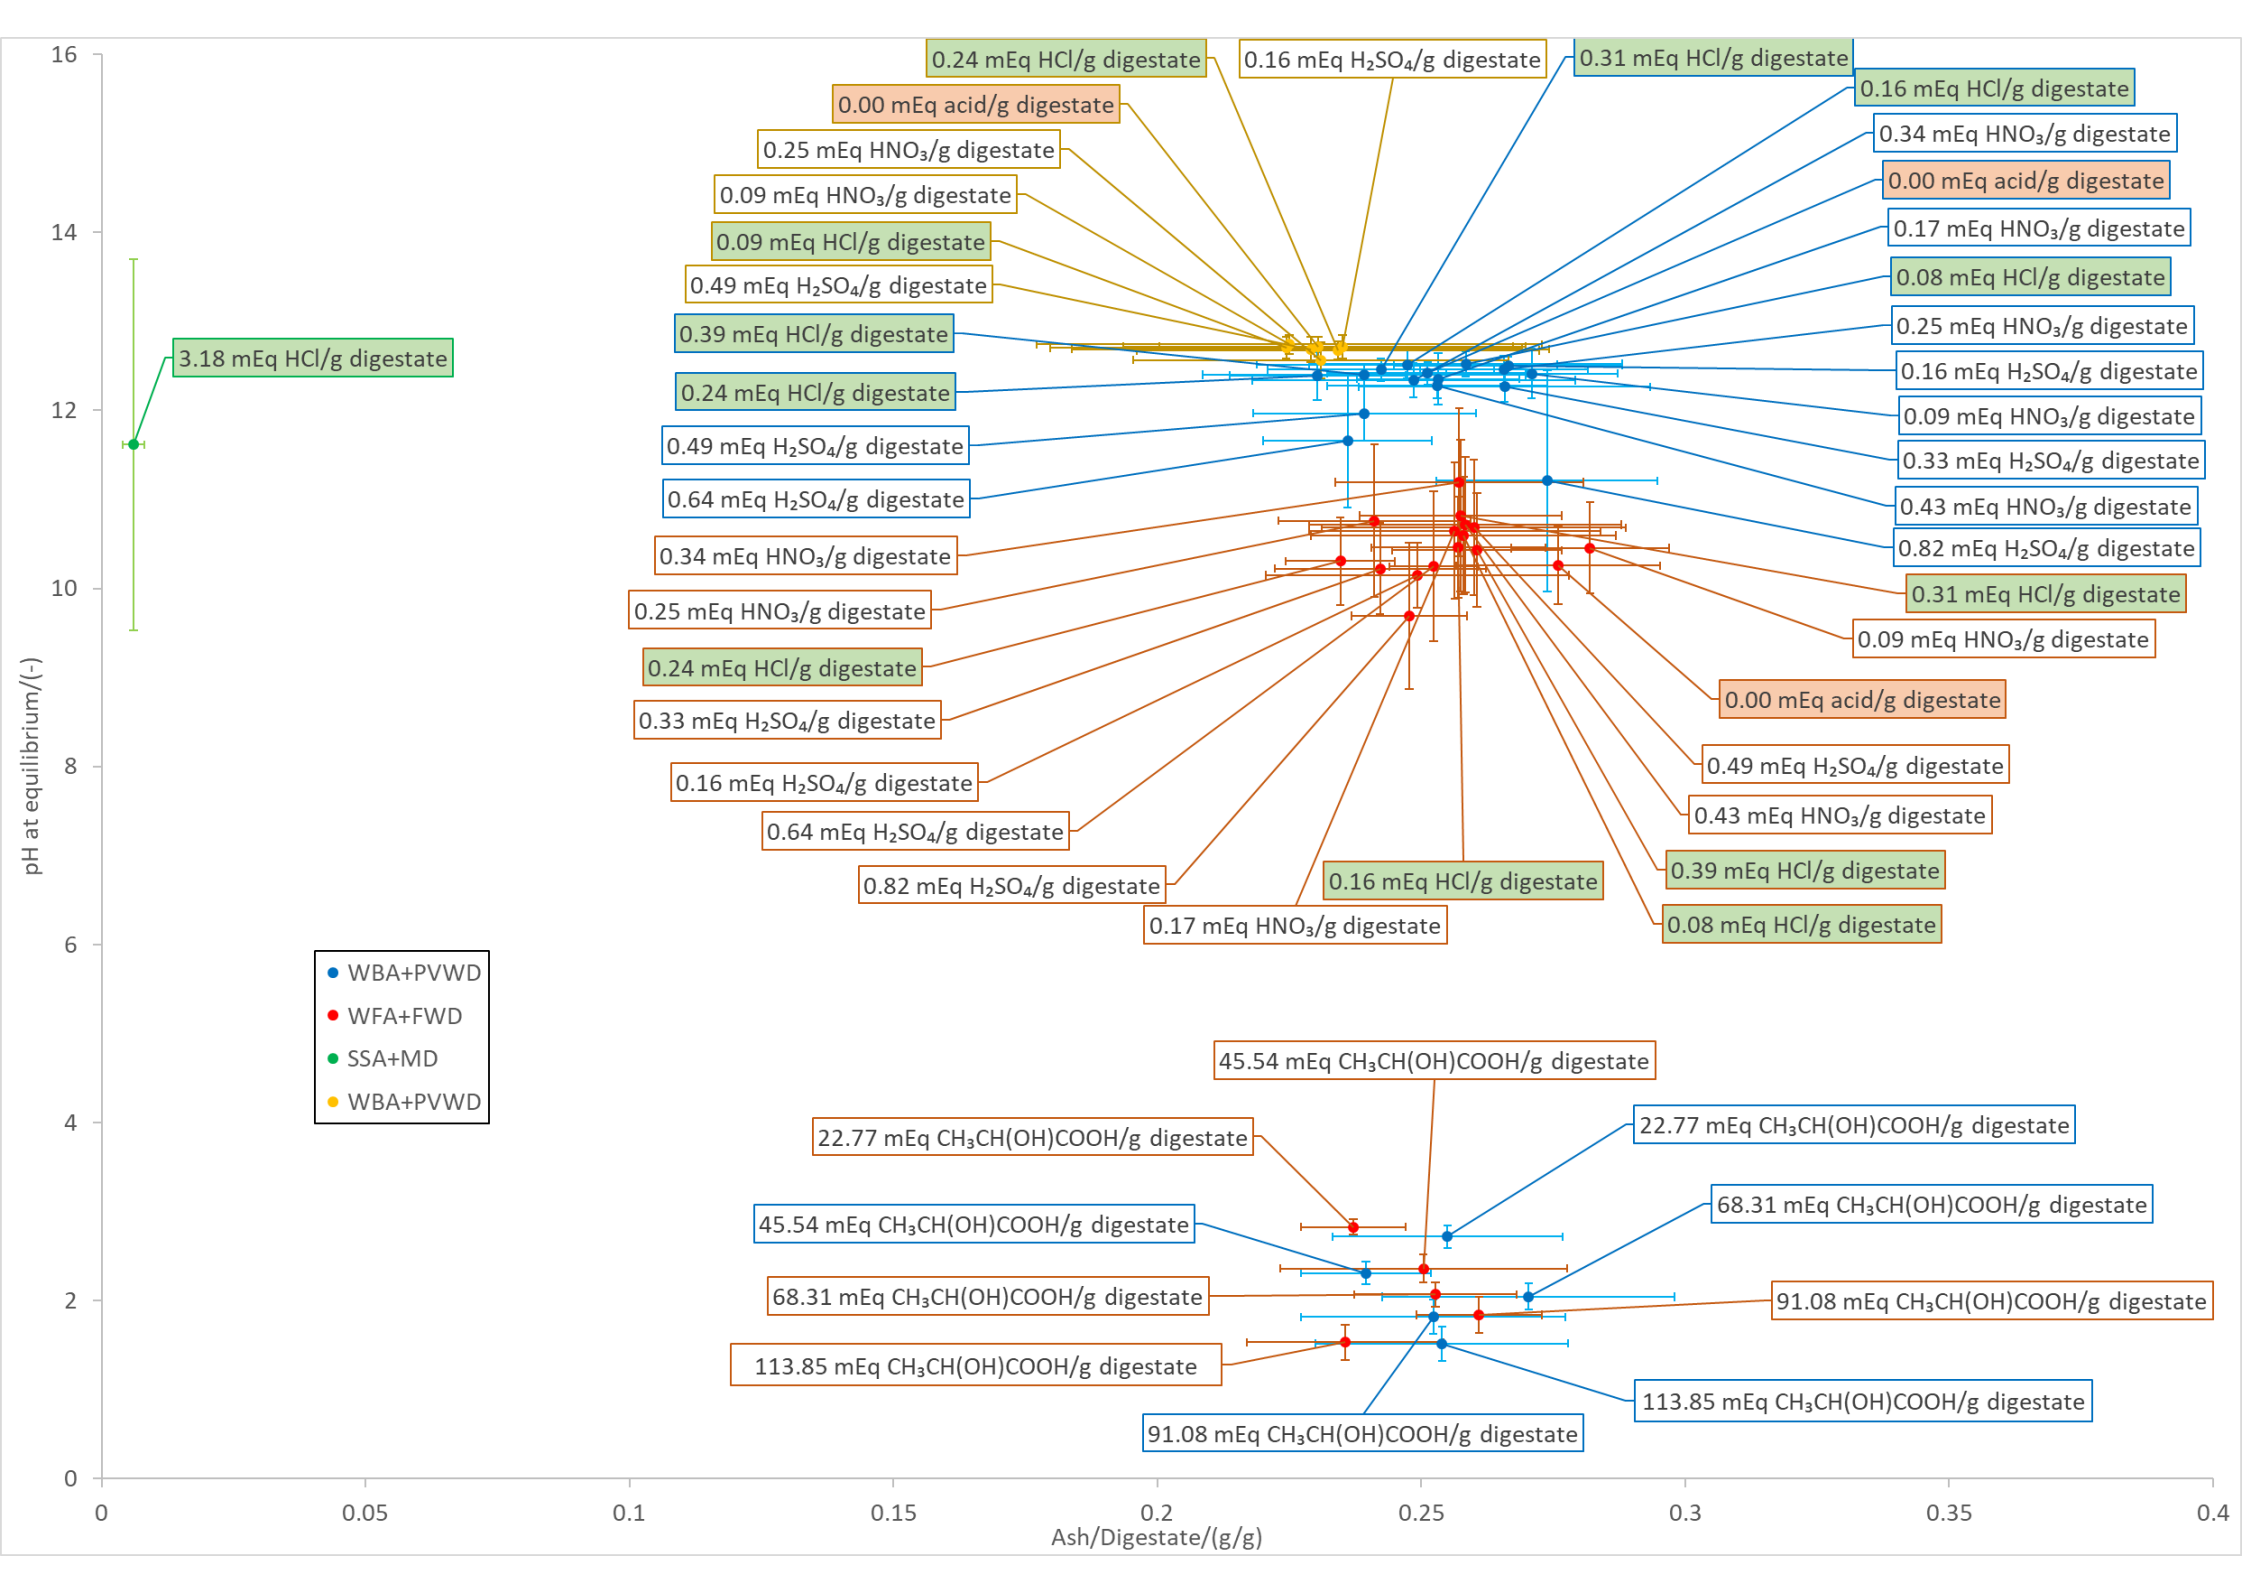 16
14
12
10
8
6
4
2
0
pH at equilibrium/(-)
0.24 mEq HCl/g digestate
0.16 mEq H₂SO₄/g digestate
0.31 mEq HCl/g digestate
0.16 mEq HCl/g digestate
0.00 mEq acid/g digestate
0.34 mEq HNO₃/g digestate
0.25 mEq HNO₃/g digestate
0.00 mEq acid/g digestate
0.09 mEq HNO₃/g digestate
0.17 mEq HNO₃/g digestate
0.09 mEq HCl/g digestate
0.08 mEq HCl/g digestate
0.49 mEq H₂SO₄/g digestate
0.25 mEq HNO₃/g digestate
0.39 mEq HCl/g digestate
3.18 mEq HCl/g digestate
0.16 mEq H₂SO₄/g digestate
0.24 mEq HCl/g digestate
0.09 mEq HNO₃/g digestate
0.49 mEq H₂SO₄/g digestate
0.33 mEq H₂SO₄/g digestate
0.64 mEq H₂SO₄/g digestate
0.43 mEq HNO₃/g digestate
0.34 mEq HNO₃/g digestate
0.82 mEq H₂SO₄/g digestate
0.31 mEq HCl/g digestate
0.25 mEq HNO₃/g digestate
0.09 mEq HNO₃/g digestate
0.24 mEq HCl/g digestate
0.00 mEq acid/g digestate
0.33 mEq H₂SO₄/g digestate
0.49 mEq H₂SO₄/g digestate
0.16 mEq H₂SO₄/g digestate
0.43 mEq HNO₃/g digestate
0.64 mEq H₂SO₄/g digestate
0.39 mEq HCl/g digestate
0.16 mEq HCl/g digestate
0.82 mEq H₂SO₄/g digestate
0.17 mEq HNO₃/g digestate
0.08 mEq HCl/g digestate
WBA+PVWD
WFA+FWD
SSA+MD
WBA+PVWD
45.54 mEq CH₃CH(OH)COOH/g digestate
22.77 mEq CH₃CH(OH)COOH/g digestate
22.77 mEq CH₃CH(OH)COOH/g digestate
68.31 mEq CH₃CH(OH)COOH/g digestate
45.54 mEq CH₃CH(OH)COOH/g digestate
68.31 mEq CH₃CH(OH)COOH/g digestate
91.08 mEq CH₃CH(OH)COOH/g digestate
113.85 mEq CH₃CH(OH)COOH/g digestate
113.85 mEq CH₃CH(OH)COOH/g digestate
91.08 mEq CH₃CH(OH)COOH/g digestate
0 0.05 0.1 0.15 0.2 0.25 0.3 0.35 0.4
Ash/Digestate/(g/g)